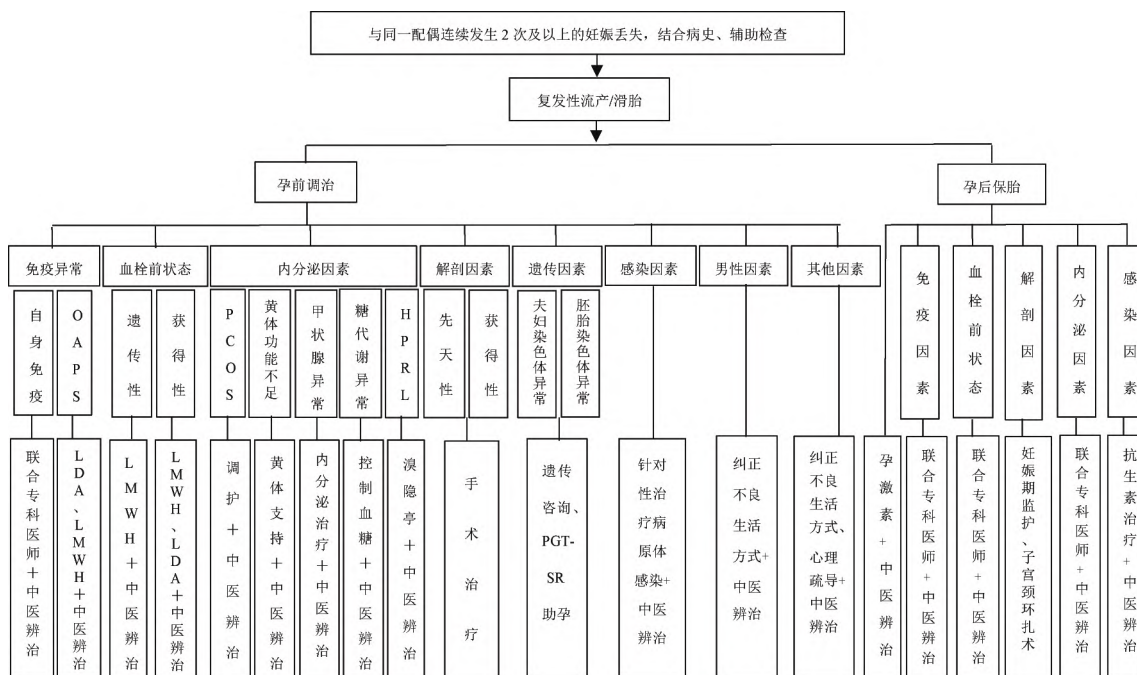 与同一配偶连续发生 2 次及以上的妊娠丢失，结合病史、辅助检查
复发性流产/滑胎
孕前调治
孕后保胎
免疫异常
血栓前状态
内分泌因素
解剖因素
遗传因素
感染因素
男性因素
其他因素
自身免疫
OAPS
遗传性
获得性
PCOS
黄体功能不足
甲状腺异常
糖代谢异常
HPRL
先天性
获得性
夫妇染色体异常
胚胎染色体异常
免疫因素
血栓前状态
解剖因素
内分泌因素
感染因素
联合专科医师＋中医辨治
LDA、LMWH＋中医辨治
LMWH＋中医辨治
LMWH、LDA＋中医辨治
调护＋中医辨治
黄体支持＋中医辨治
内分泌治疗＋中医辨治
控制血糖＋中医辨治
溴隐亭＋中医辨治
手术治疗
遗传
咨询、
PGT-
SR
助孕
针对
性治
疗病
原体
感染+
中医
辨治
纠正
不良
生活
方式+
中医
辨治
纠正
不良
生活
方式、
心理
疏导+
中医
辨治
孕激素+中医辨治
联合专科医师+中医辨治
联合专科医师+中医辨治
妊娠期监护、子宫颈环扎术
联合专科医师+中医辨治
抗生素治疗+中医辨治